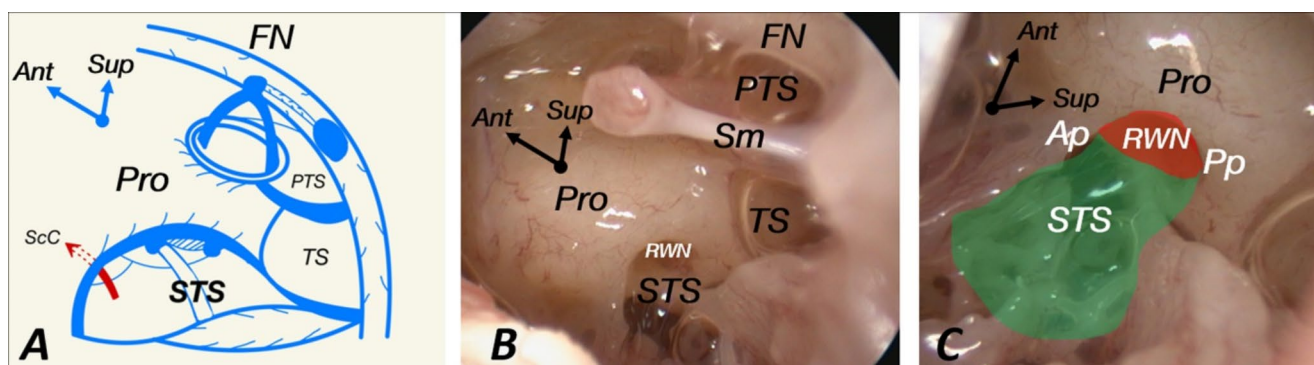 FN
Ant
Sup
Pro
PTS
ScC
TS
STS
A
FN
PTS
Ant
Sup
Sm
Pro
TS
RWN
STS
B
Ant
Sup
Pro
Ap
RWN
Pp
STS
C